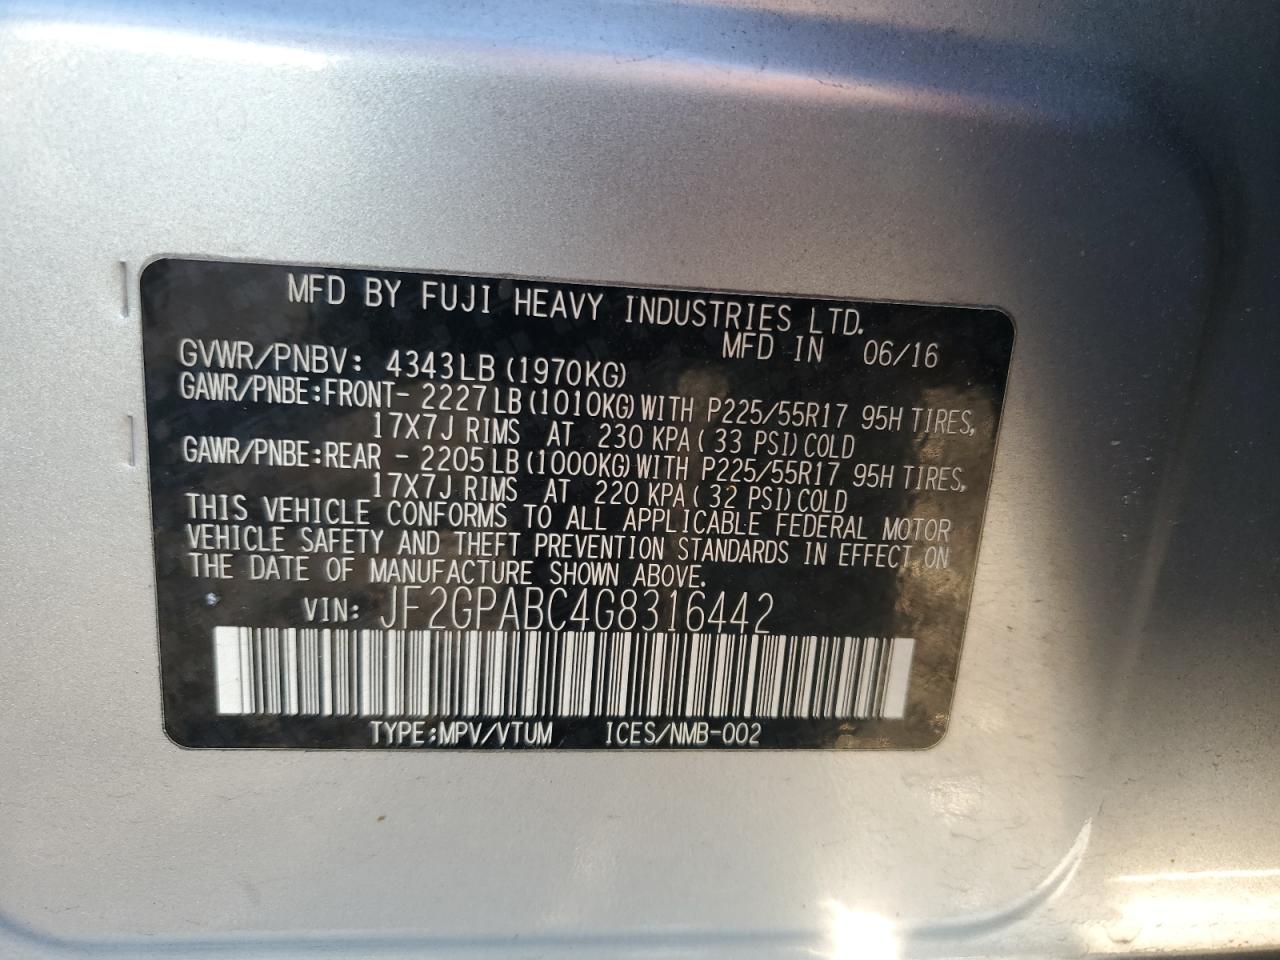 MFD BY FUJI HEAVY INDUSTRIES LTD.
MFD IN 06/16
GVWR/PNBV: 4343LB (1970KG)
GAWR/PNBE:FRONT- 2227LB (1010KG) WITH P225/55R17 95H TIRES,
17X7J RIMS AT 230 KPA ( 33 PSI) COLD
GAWR/PNBE:REAR - 2205LB (1000KG) WITH P225/55R17 95H TIRES,
17X7J RIMS AT 220 KPA ( 32 PSI) COLD
THIS VEHICLE CONFORMS TO ALL APPLICABLE FEDERAL MOTOR
VEHICLE SAFETY AND THEFT PREVENTION STANDARDS IN EFFECT ON
THE DATE OF MANUFACTURE SHOWN ABOVE.
VIN: JF2GPABC4G8316442
TYPE:MPV/VTUM ICES/NMB-002